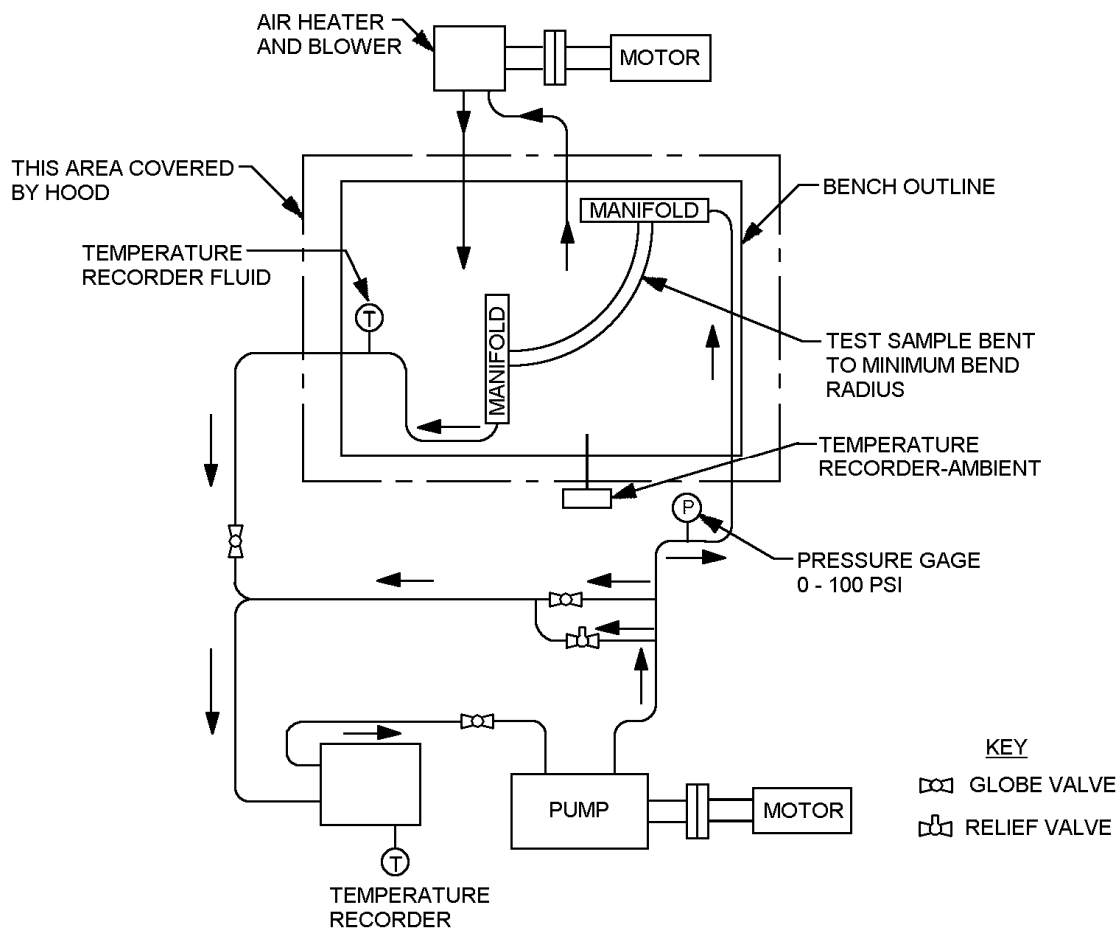 AIR HEATER
AND BLOWER
MOTOR
THIS AREA COVERED
BY HOOD
BENCH OUTLINE
MANIFOLD
TEMPERATURE
RECORDER FLUID
T
MANIFOLD
TEST SAMPLE BENT
TO MINIMUM BEND
RADIUS
TEMPERATURE
RECORDER-AMBIENT
P
PRESSURE GAGE
0 - 100 PSI
PUMP
MOTOR
T
TEMPERATURE
RECORDER
KEY
GLOBE VALVE
RELIEF VALVE